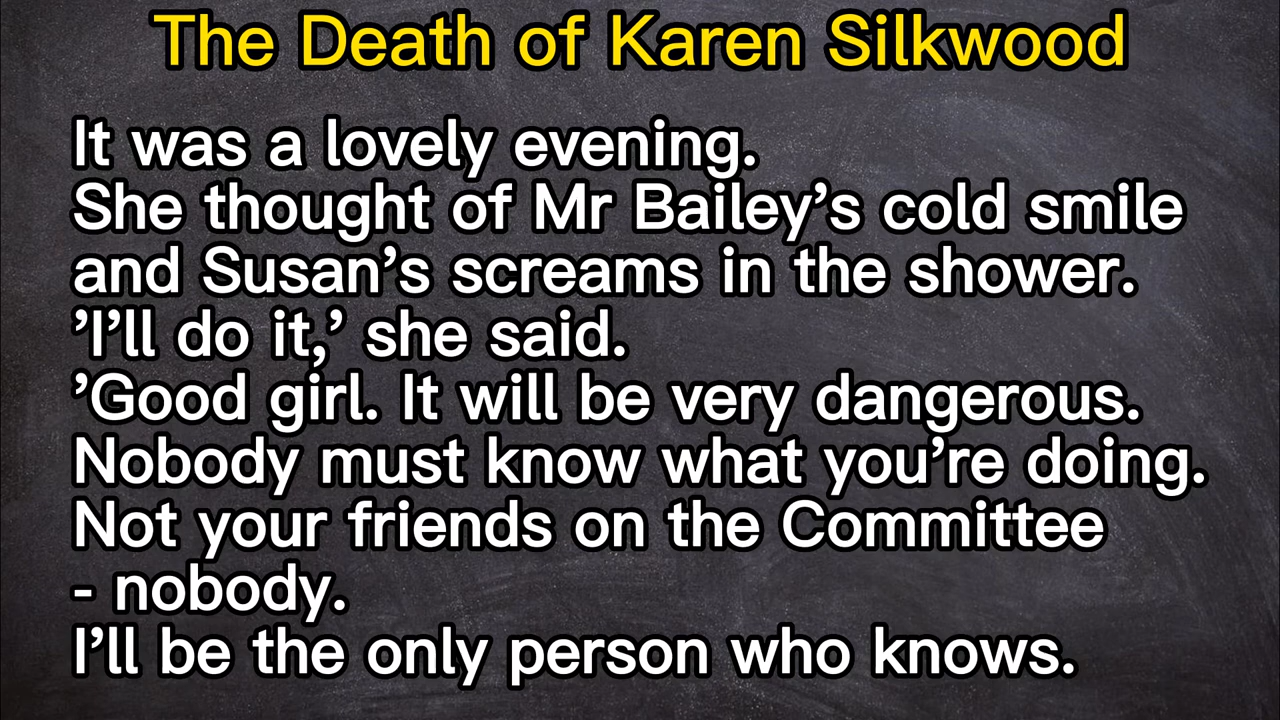 The Death of Karen Silkwood
It was a lovely evening.
She thought of Mr Bailey’s cold smile
and Susan’s screams in the shower.
’I’ll do it,’ she said.
’Good girl. It will be very dangerous.
Nobody must know what you’re doing.
Not your friends on the Committee
- nobody.
I’ll be the only person who knows.